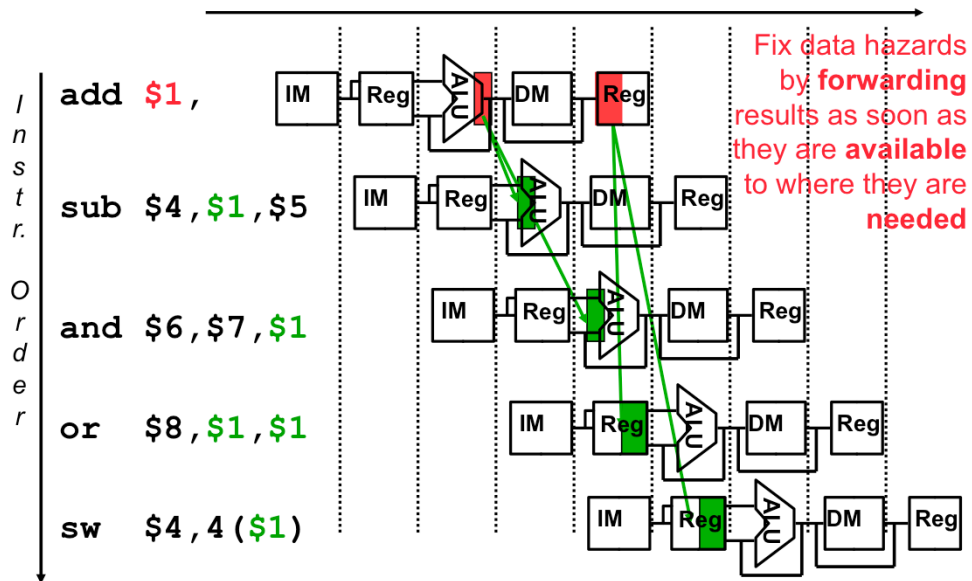 Fix data hazards
by forwarding
results as soon as
they are available
to where they are
needed
Instr. Order
add $1,
IM Reg ALU DM Reg
sub $4,$1,$5
IM Reg ALU DM Reg
and $6,$7,$1
IM Reg ALU DM Reg
or $8,$1,$1
IM Reg ALU DM Reg
sw $4,4($1)
IM Reg ALU DM Reg